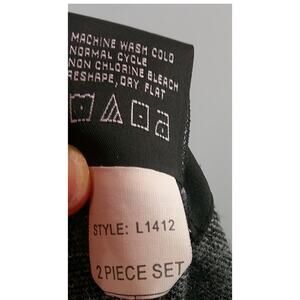 MACHINE WASH COLD
NORMAL CYCLE
NON CHLORINE BLEACH
RESHAPE, DRY FLAT
STYLE: L1412
2 PIECE SET